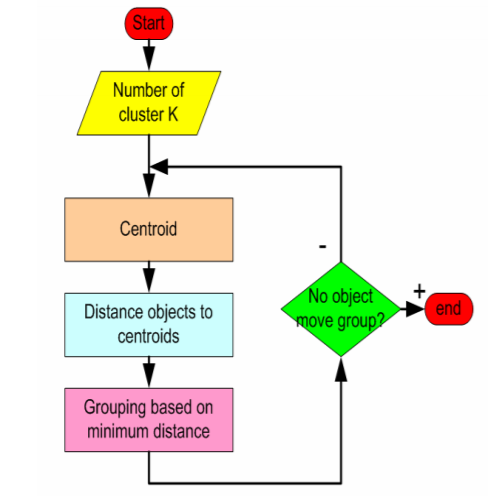 Start
Number of
cluster K
Centroid
Distance objects to
centroids
Grouping based on
minimum distance
-
No object
move group?
+
end